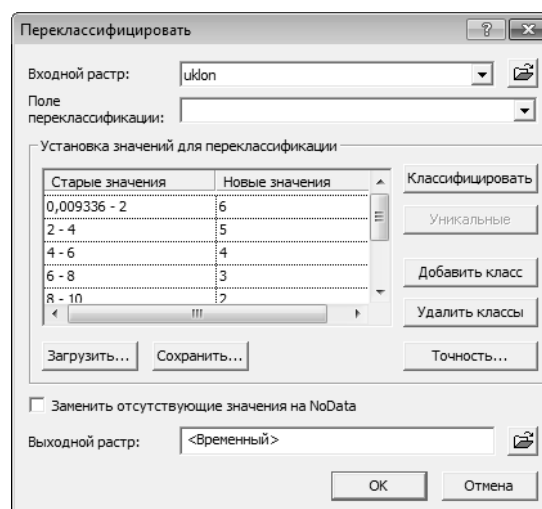 Переклассифицировать
Входной растр: uklon
Поле
переклассификации:
Установка значений для переклассификации
Старые значения Новые значения
0,009336 - 2 6
2 - 4 5
4 - 6 4
6 - 8 3
8 - 10 2
Классифицировать
Уникальные
Добавить класс
Удалить классы
Загрузить... Сохранить... Точность...
Заменить отсутствующие значения на NoData
Выходной растр: <Временный>
OK Отмена